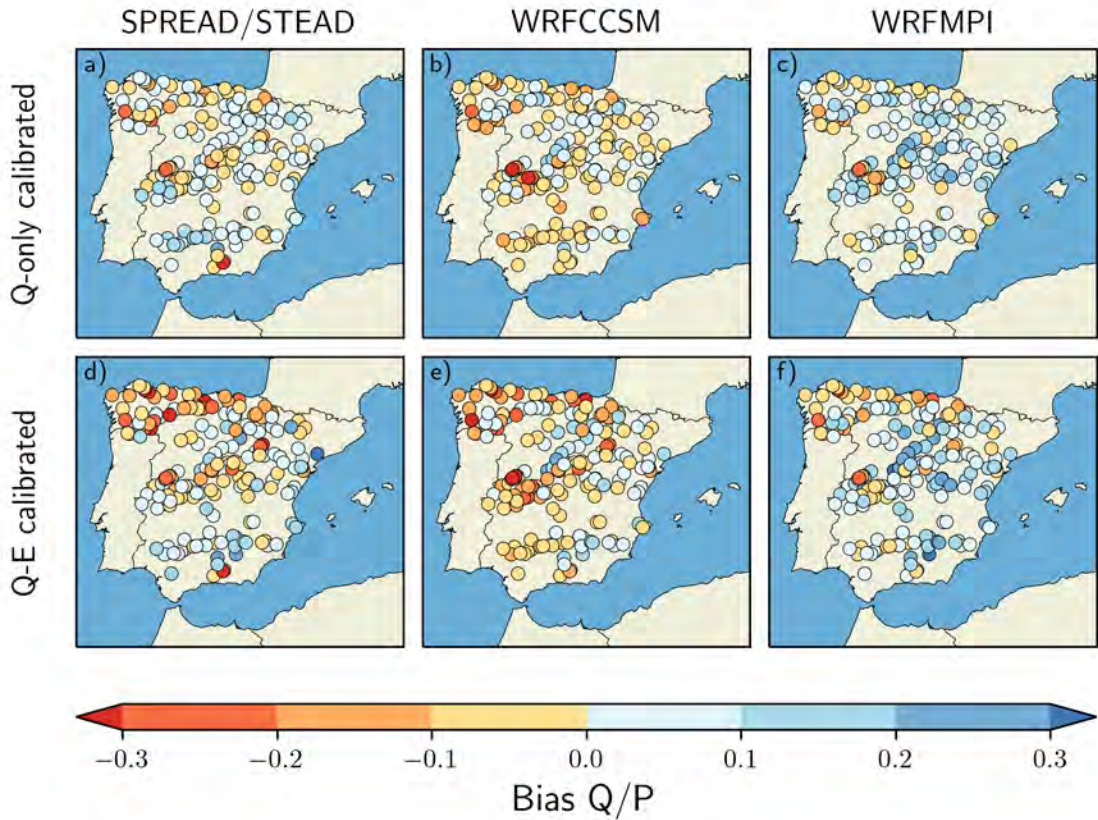 SPREAD/STEAD WRFCCSM WRFMPI
Q-only calibrated
a) b) c)
Q-E calibrated
d) e) f)
−0.3 −0.2 −0.1 0.0 0.1 0.2 0.3
Bias Q/P